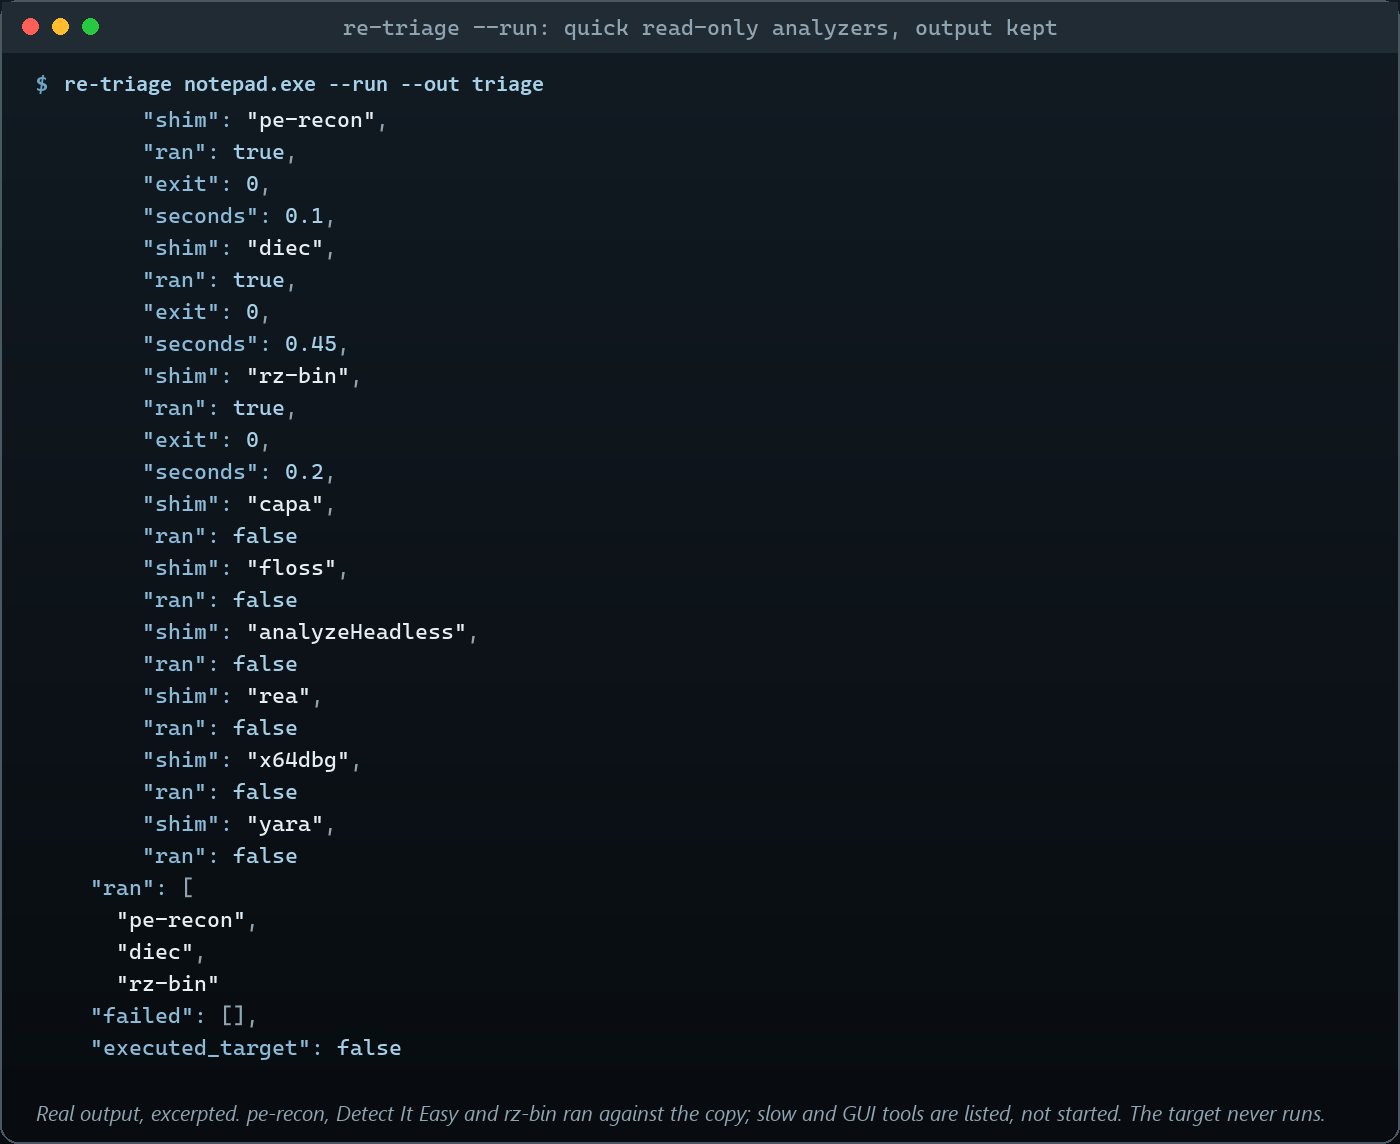 re-triage --run: quick read-only analyzers, output kept
$ re-triage notepad.exe --run --out triage
"shim": "pe-recon",
"ran": true,
"exit": 0,
"seconds": 0.1,
"shim": "diec",
"ran": true,
"exit": 0,
"seconds": 0.45,
"shim": "rz-bin",
"ran": true,
"exit": 0,
"seconds": 0.2,
"shim": "capa",
"ran": false
"shim": "floss",
"ran": false
"shim": "analyzeHeadless",
"ran": false
"shim": "rea",
"ran": false
"shim": "x64dbg",
"ran": false
"shim": "yara",
"ran": false
"ran": [
"pe-recon",
"diec",
"rz-bin"
"failed": [],
"executed_target": false
Real output, excerpted. pe-recon, Detect It Easy and rz-bin ran against the copy; slow and GUI tools are listed, not started. The target never runs.